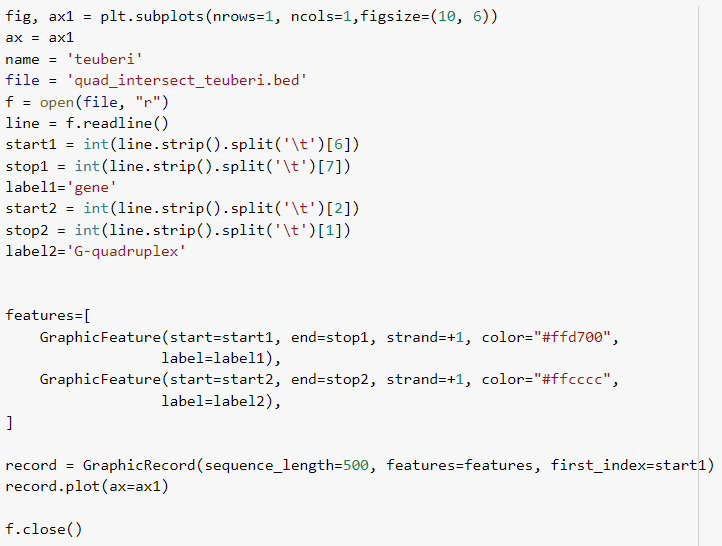 fig, ax1 = plt.subplots(nrows=1, ncols=1,figsize=(10, 6))
ax = ax1
name = 'teuberi'
file = 'quad_intersect_teuberi.bed'
f = open(file, "r")
line = f.readline()
start1 = int(line.strip().split('\t')[6])
stop1 = int(line.strip().split('\t')[7])
label1='gene'
start2 = int(line.strip().split('\t')[2])
stop2 = int(line.strip().split('\t')[1])
label2='G-quadruplex'
features=[
    GraphicFeature(start=start1, end=stop1, strand=+1, color="#ffd700",
                  label=label1),
    GraphicFeature(start=start2, end=stop2, strand=+1, color="#ffcccc",
                  label=label2),
]
record = GraphicRecord(sequence_length=500, features=features, first_index=start1)
record.plot(ax=ax1)
f.close()